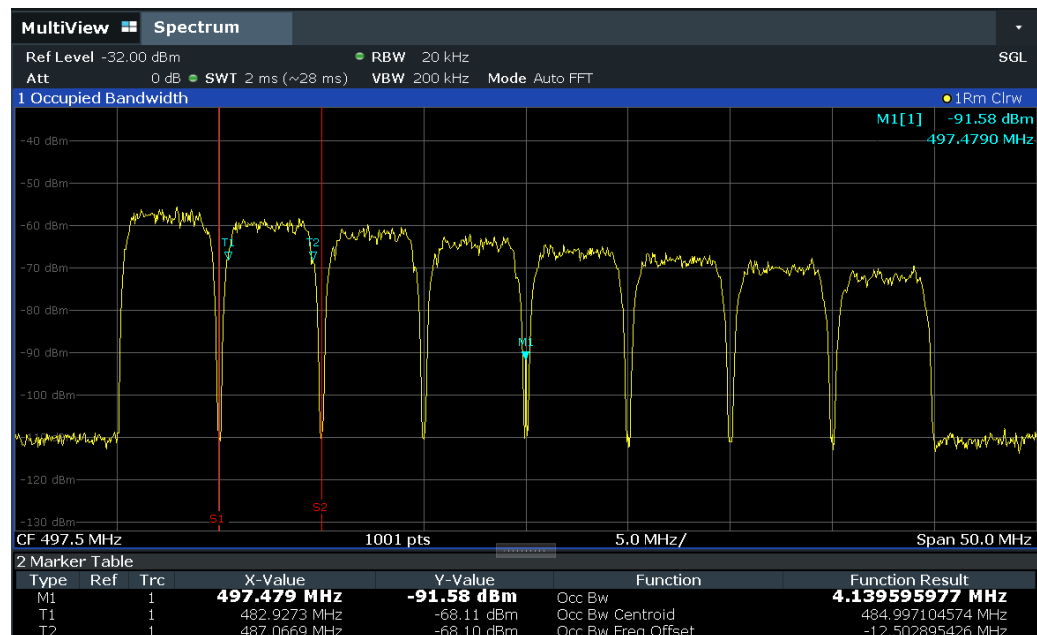 MultiView Spectrum
Ref Level -32.00 dBm RBW 20 kHz SGL
Att 0 dB SWT 2 ms (~28 ms) VBW 200 kHz Mode Auto FFT
1 Occupied Bandwidth 1Rm Clrw
M1[1] -91.58 dBm
497.4790 MHz
-40 dBm
-50 dBm
-60 dBm
T1 T2
-70 dBm
-80 dBm
M1
-90 dBm
-100 dBm
-120 dBm
S2
S1
-130 dBm
CF 497.5 MHz 1001 pts 5.0 MHz/ Span 50.0 MHz
2 Marker Table
Type Ref Trc X-Value Y-Value Function Function Result
M1 1 497.479 MHz -91.58 dBm Occ Bw 4.139595977 MHz
T1 1 482.9273 MHz -68.11 dBm Occ Bw Centroid 484.997104574 MHz
T2 1 487.0669 MHz -68.10 dBm Occ Bw Freq Offset -12.502895426 MHz